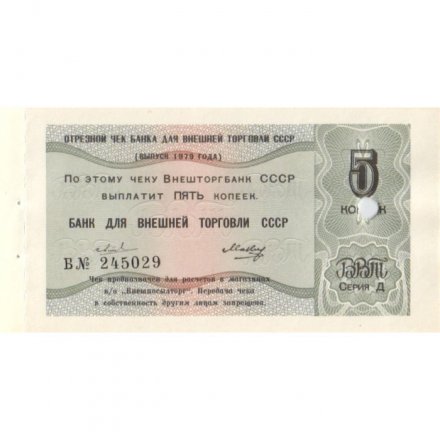 ОТРЕЗНОЙ ЧЕК БАНКА ДЛЯ ВНЕШНЕЙ ТОРГОВЛИ СССР
(ВЫПУСК 1979 ГОДА)
По этому чеку Внешторгбанк СССР
выплатит ПЯТЬ копеек.
БАНК ДЛЯ ВНЕШНЕЙ ТОРГОВЛИ СССР
В № 245029
Чек предназначен для расчетов в магазинах
в/о „Внешпосылторг". Передача чека
в собственность другим лицам запрещена.
5
КОПЕЕК
ВВТ
Серия Д